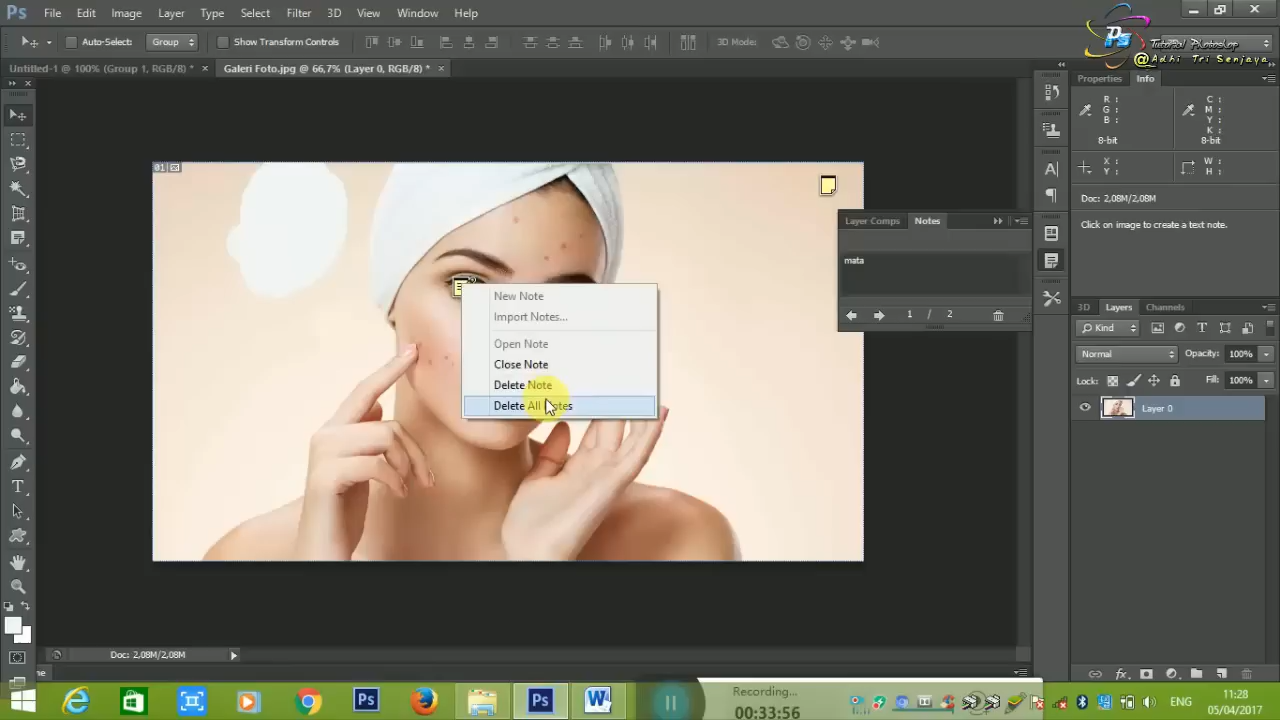 Ps File Edit Image Layer Type Select Filter 3D View Window Help
Auto-Select: Group Show Transform Controls 3D Mode:
Ps Tutorial Photoshop
@Adhi Tri Senjaya
Untitled-1 @ 100% (Group 1, RGB/8) * × Galeri Foto.jpg @ 66,7% (Layer 0, RGB/8) * ×
Properties Info
R : C :
G : M :
B : Y :
K :
8-bit 8-bit
X : W :
Y : H :
Doc: 2,08M/2,08M
Click on image to create a text note.
01
Layer Comps Notes
mata
1 / 2
New Note
Import Notes...
Open Note
Close Note
Delete Note
Delete All Notes
3D Layers Channels
Kind
Normal Opacity: 100%
Lock: Fill: 100%
Layer 0
Doc: 2,08M/2,08M
Recording...
00:33:56
ENG
11:28
05/04/2017